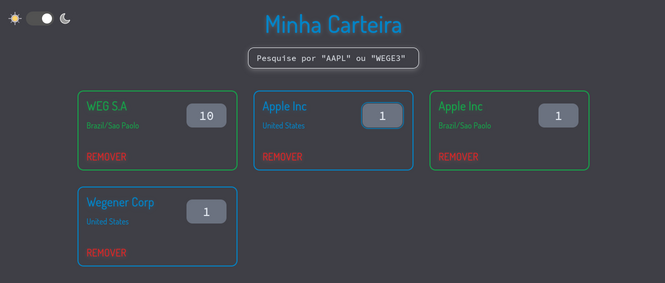 Minha Carteira
Pesquise por "AAPL" ou "WEGE3"
WEG S.A
Brazil/Sao Paolo
10
REMOVER
Apple Inc
United States
1
REMOVER
Apple Inc
Brazil/Sao Paolo
1
REMOVER
Wegener Corp
United States
1
REMOVER